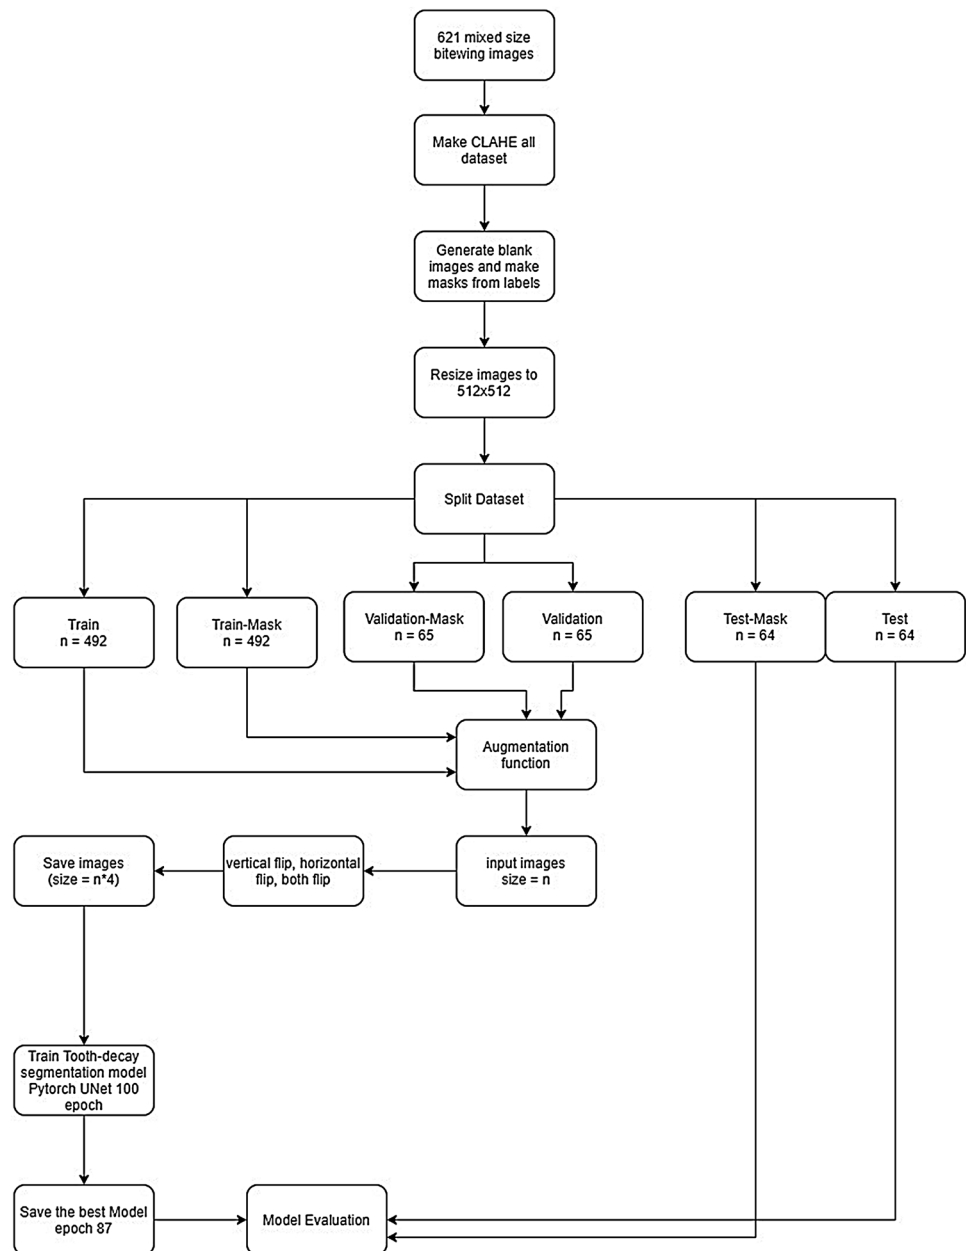 621 mixed size
bitewing images
Make CLAHE all
dataset
Generate blank
images and make
masks from labels
Resize images to
512x512
Split Dataset
Train
n = 492
Train-Mask
n = 492
Validation-Mask
n = 65
Validation
n = 65
Test-Mask
n = 64
Test
n = 64
Augmentation
function
Save images
(size = n*4)
vertical flip, horizontal
flip, both flip
input images
size = n
Train Tooth-decay
segmentation model
Pytorch UNet 100
epoch
Save the best Model
epoch 87
Model Evaluation